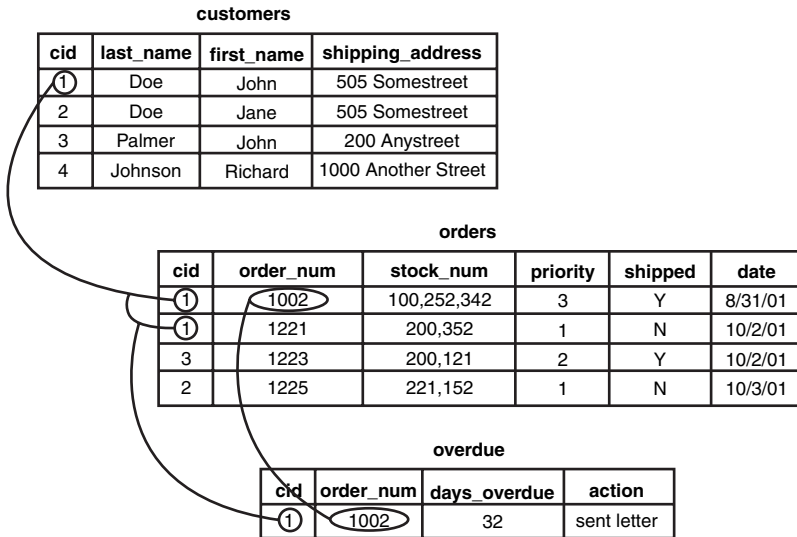 customers
cid last_name first_name shipping_address
1 Doe John 505 Somestreet
2 Doe Jane 505 Somestreet
3 Palmer John 200 Anystreet
4 Johnson Richard 1000 Another Street
orders
cid order_num stock_num priority shipped date
1 1002 100,252,342 3 Y 8/31/01
1 1221 200,352 1 N 10/2/01
3 1223 200,121 2 Y 10/2/01
2 1225 221,152 1 N 10/3/01
overdue
cid order_num days_overdue action
1 1002 32 sent letter